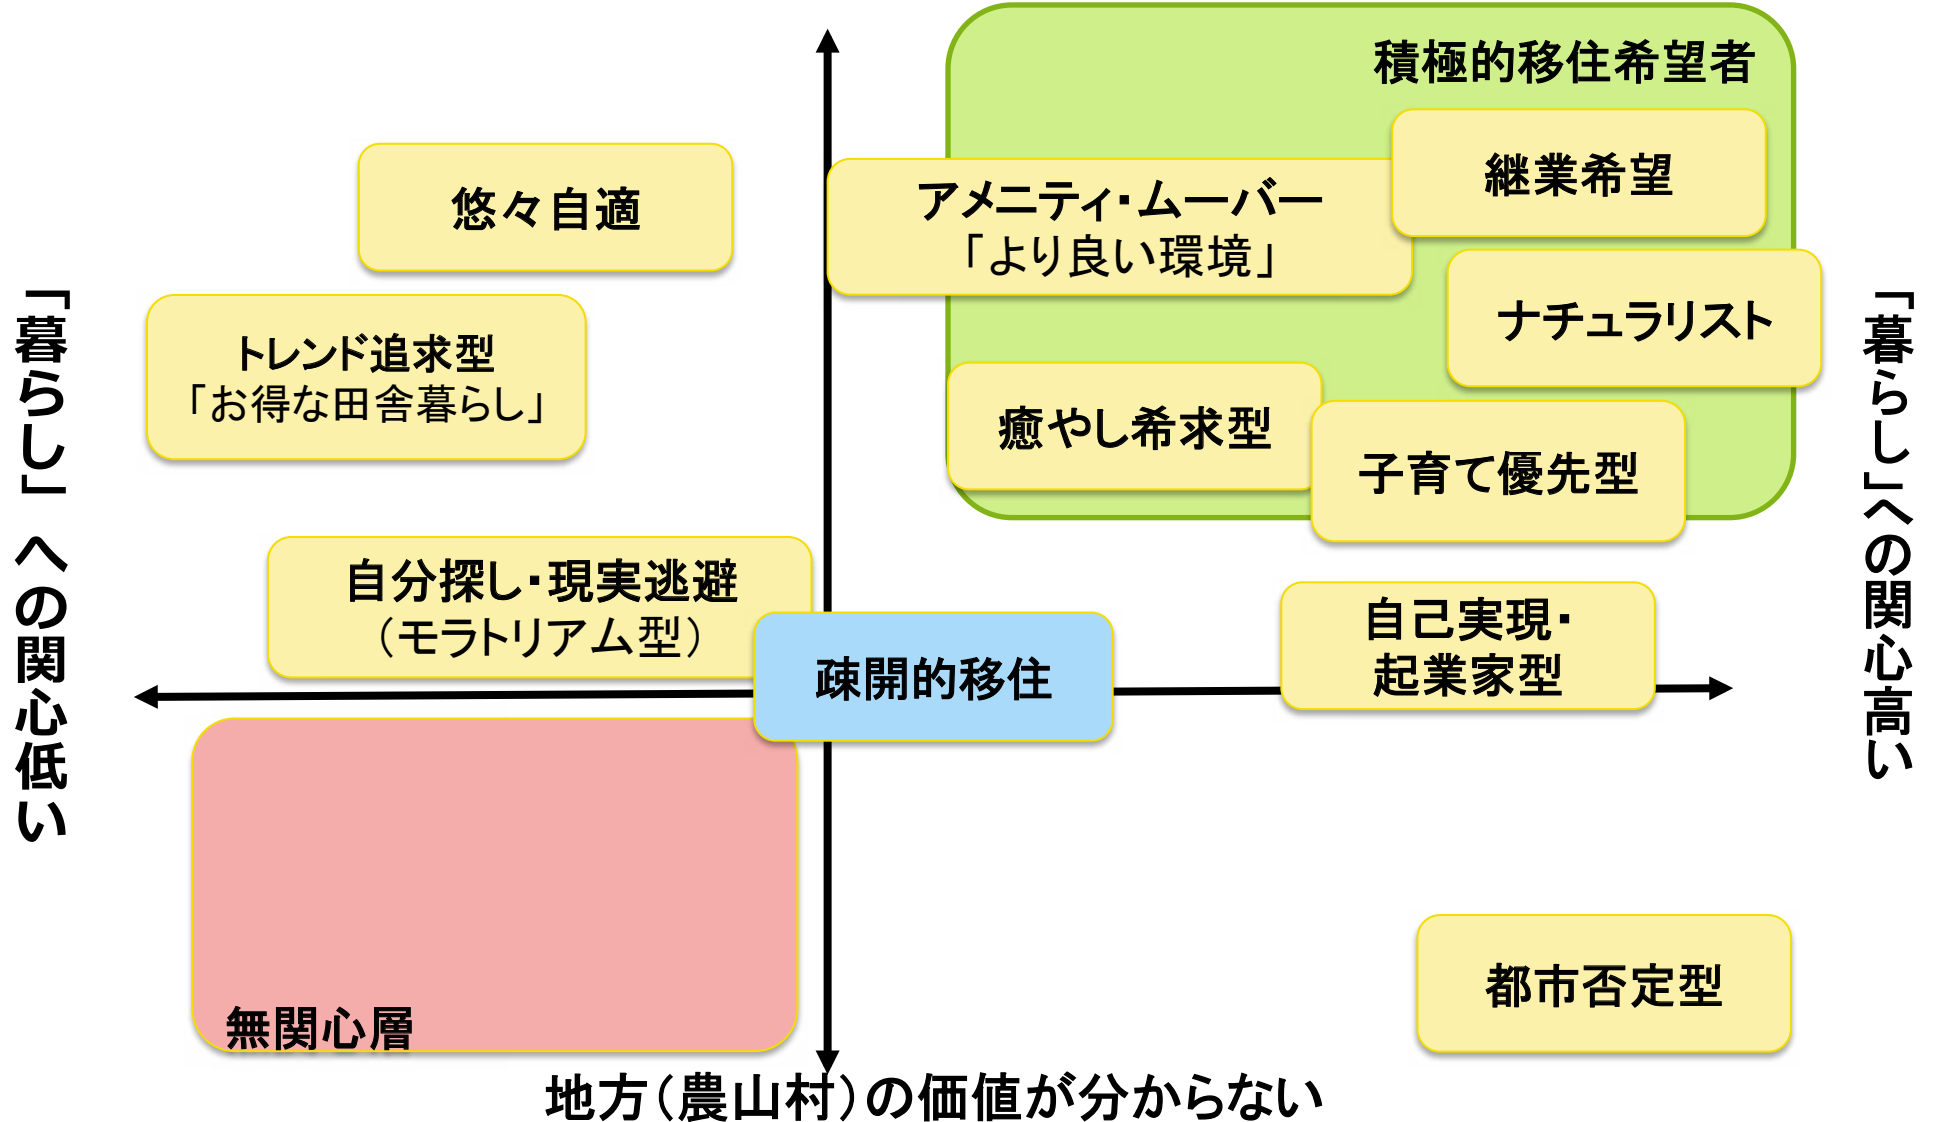 積極的移住希望者
継業希望
悠々自適
アメニティ・ムーバー
「より良い環境」
ナチュラリスト
トレンド追求型
「お得な田舎暮らし」
癒やし希求型
子育て優先型
「暮らし」への関心低い
「暮らし」への関心高い
自分探し・現実逃避
（モラトリアム型）
疎開的移住
自己実現・
起業家型
無関心層
都市否定型
地方（農山村）の価値が分からない